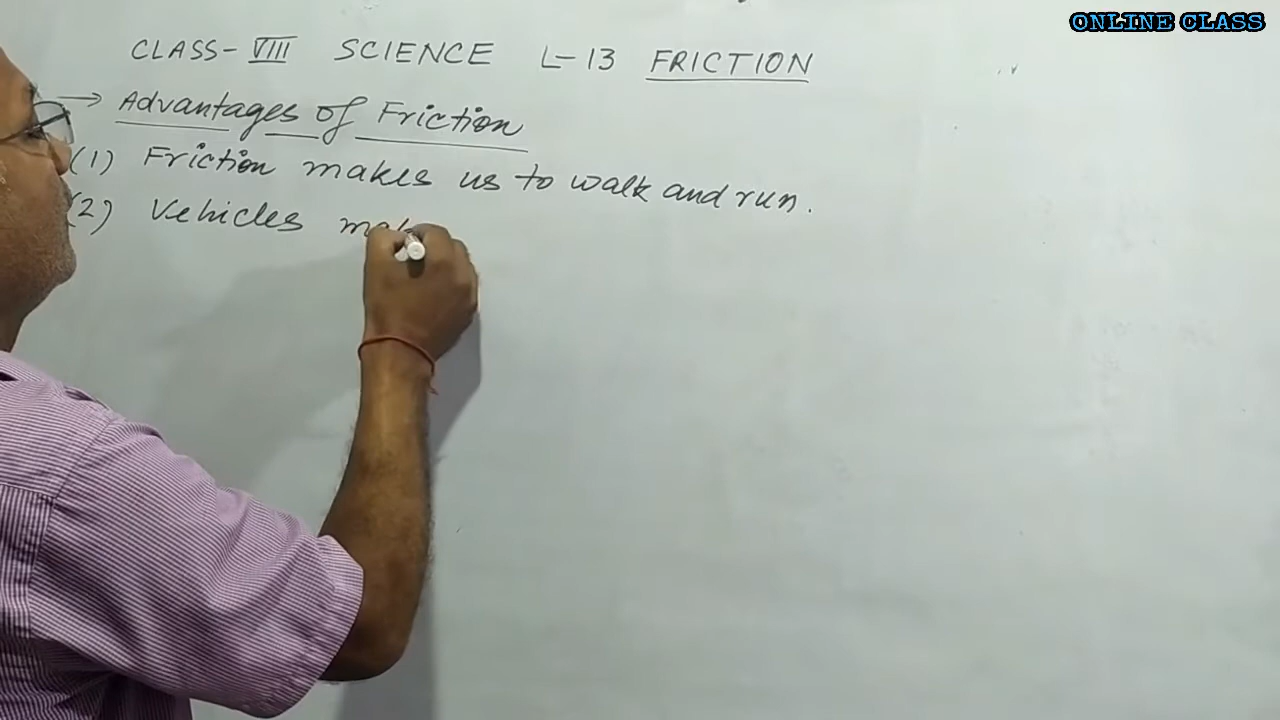 ONLINE CLASS
CLASS-VIII SCIENCE L-13 FRICTION
→ Advantages of Friction
(1) Friction makes us to walk and run.
(2) Vehicles